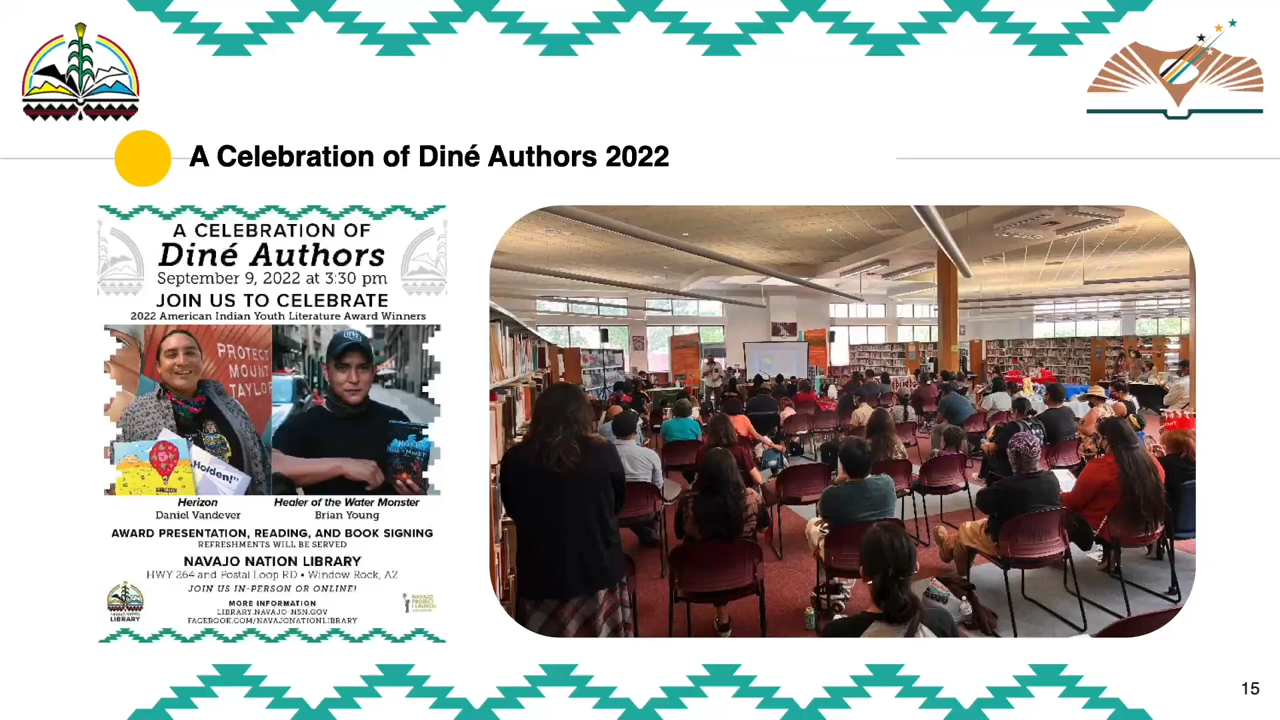 A Celebration of Diné Authors 2022
A CELEBRATION OF
Diné Authors
September 9, 2022 at 3:30 pm
JOIN US TO CELEBRATE
2022 American Indian Youth Literature Award Winners
PROTECT
MOUNT
TAYLOR
Holden!"
Herizon
Daniel Vandever
Healer of the Water Monster
Brian Young
AWARD PRESENTATION, READING, AND BOOK SIGNING
REFRESHMENTS WILL BE SERVED
NAVAJO NATION LIBRARY
HWY 264 and Postal Loop RD • Window Rock, AZ
JOIN US IN-PERSON OR ONLINE!
MORE INFORMATION
LIBRARY.NAVAJO-NSN.GOV
FACEBOOK.COM/NAVAJONATIONLIBRARY
LIBRARY
15